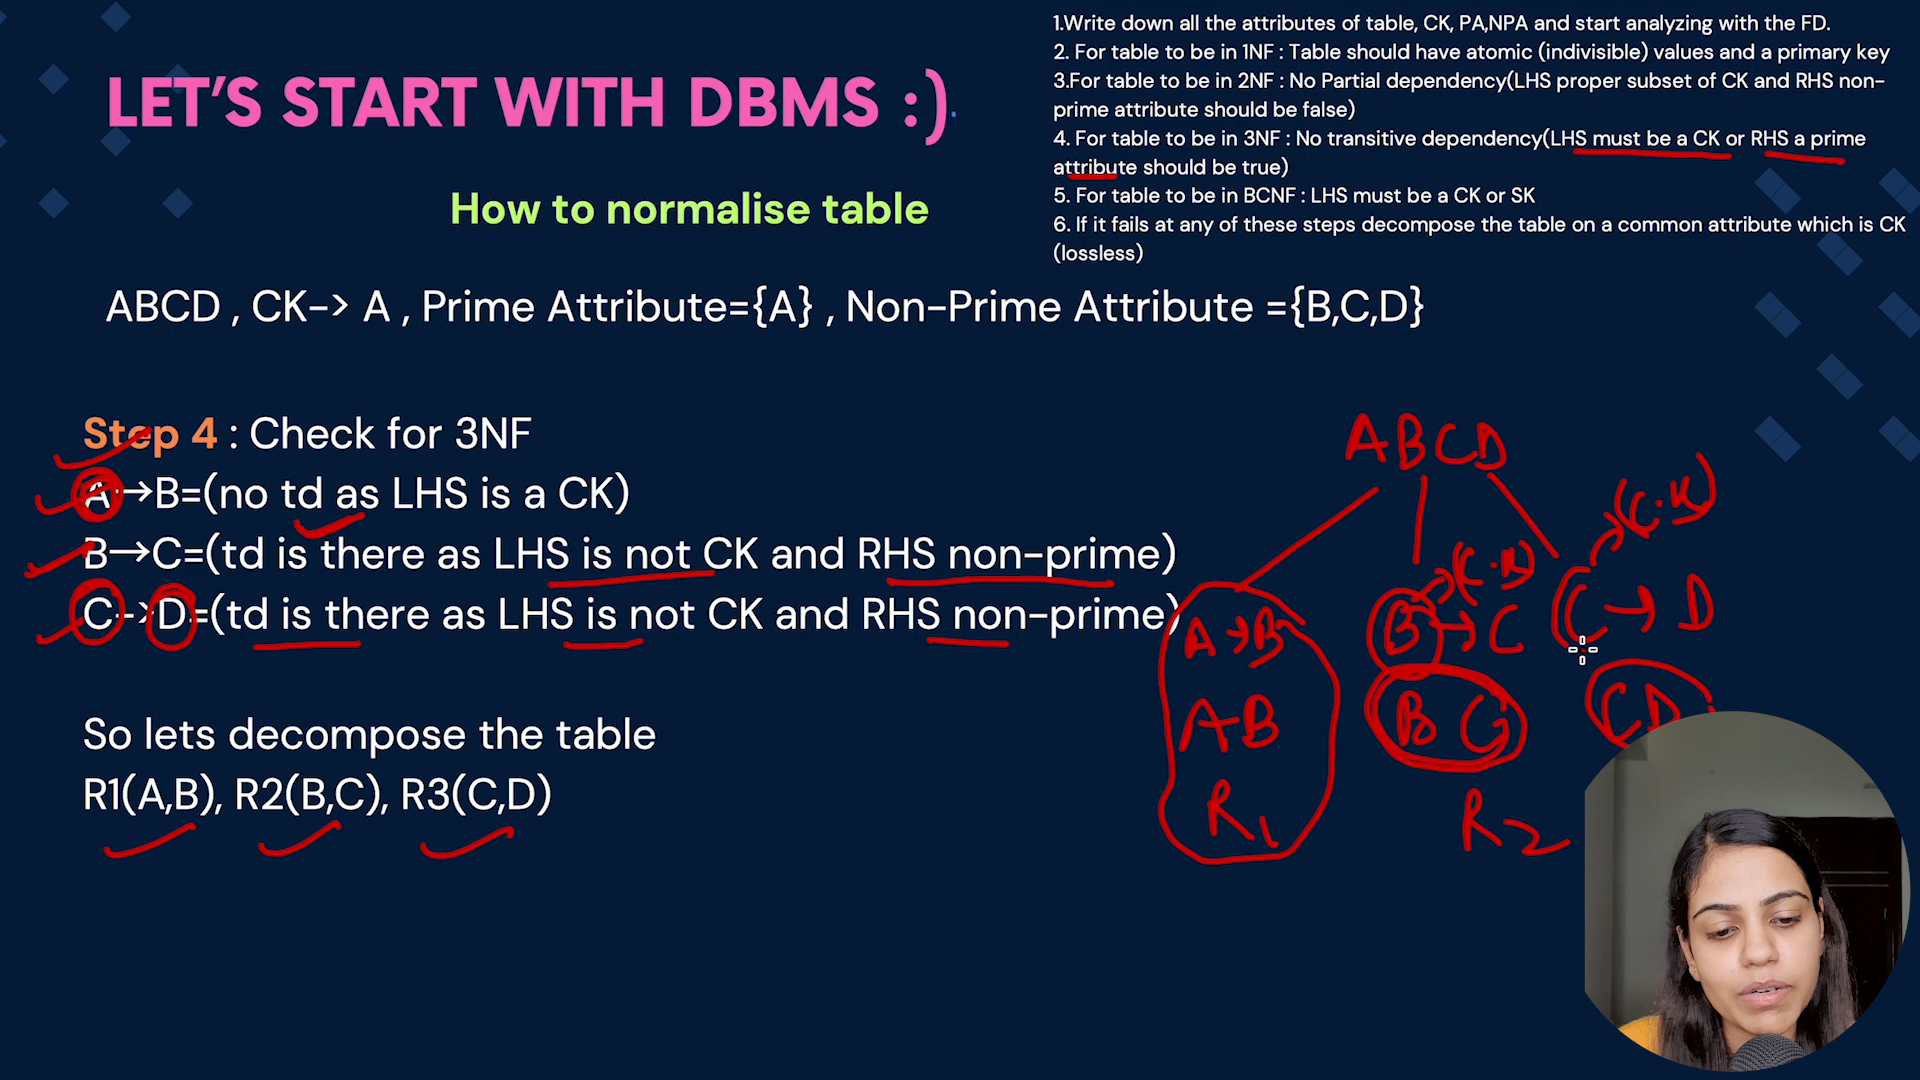 LET'S START WITH DBMS :)
How to normalise table
1.Write down all the attributes of table, CK, PA,NPA and start analyzing with the FD.
2. For table to be in 1NF : Table should have atomic (indivisible) values and a primary key
3.For table to be in 2NF : No Partial dependency(LHS proper subset of CK and RHS non-
prime attribute should be false)
4. For table to be in 3NF : No transitive dependency(LHS must be a CK or RHS a prime
attribute should be true)
5. For table to be in BCNF : LHS must be a CK or SK
6. If it fails at any of these steps decompose the table on a common attribute which is CK
(lossless)
ABCD , CK-> A , Prime Attribute={A} , Non-Prime Attribute ={B,C,D}
Step 4 : Check for 3NF
A->B=(no td as LHS is a CK)
B->C=(td is there as LHS is not CK and RHS non-prime)
C->D=(td is there as LHS is not CK and RHS non-prime)
So lets decompose the table
R1(A,B), R2(B,C), R3(C,D)
ABCD
A→B
AB
R1
→(C.K)
B→C
BC
R2
→(C.K)
C→D
CD